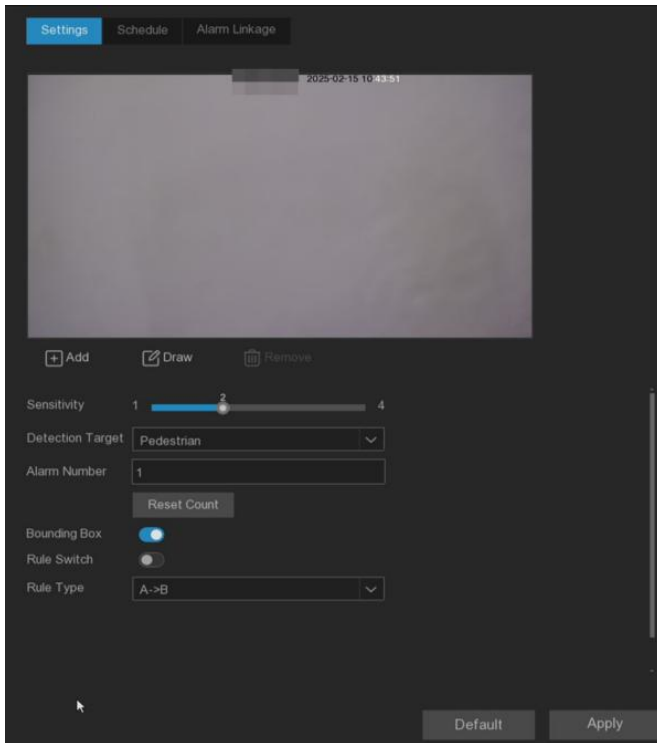 Settings Schedule Alarm Linkage
2025-02-15 10:43:51
Add Draw Remove
Sensitivity 1 2 4
Detection Target Pedestrian
Alarm Number 1
Reset Count
Bounding Box
Rule Switch
Rule Type A->B
Default Apply